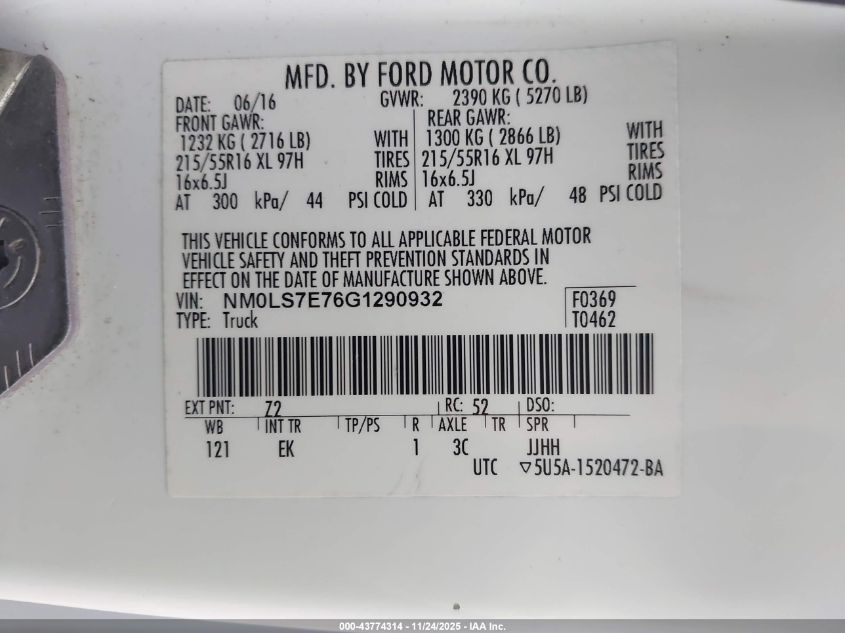 MFD. BY FORD MOTOR CO.
DATE: 06/16 GVWR: 2390 KG ( 5270 LB)
FRONT GAWR: REAR GAWR:
1232 KG ( 2716 LB) WITH 1300 KG ( 2866 LB) WITH
215/55R16 XL 97H TIRES 215/55R16 XL 97H TIRES
16x6.5J RIMS 16x6.5J RIMS
AT 300 kPa/ 44 PSI COLD AT 330 kPa/ 48 PSI COLD
THIS VEHICLE CONFORMS TO ALL APPLICABLE FEDERAL MOTOR
VEHICLE SAFETY AND THEFT PREVENTION STANDARDS IN
EFFECT ON THE DATE OF MANUFACTURE SHOWN ABOVE.
VIN: NM0LS7E76G1290932 F0369
TYPE: Truck T0462
EXT PNT: Z2 RC: 52 DSO:
WB INT TR TP/PS R AXLE TR SPR
121 EK 1 3C JJHH
UTC ▽5U5A-1520472-BA
000-43774314 - 11/24/2025 - IAA Inc.